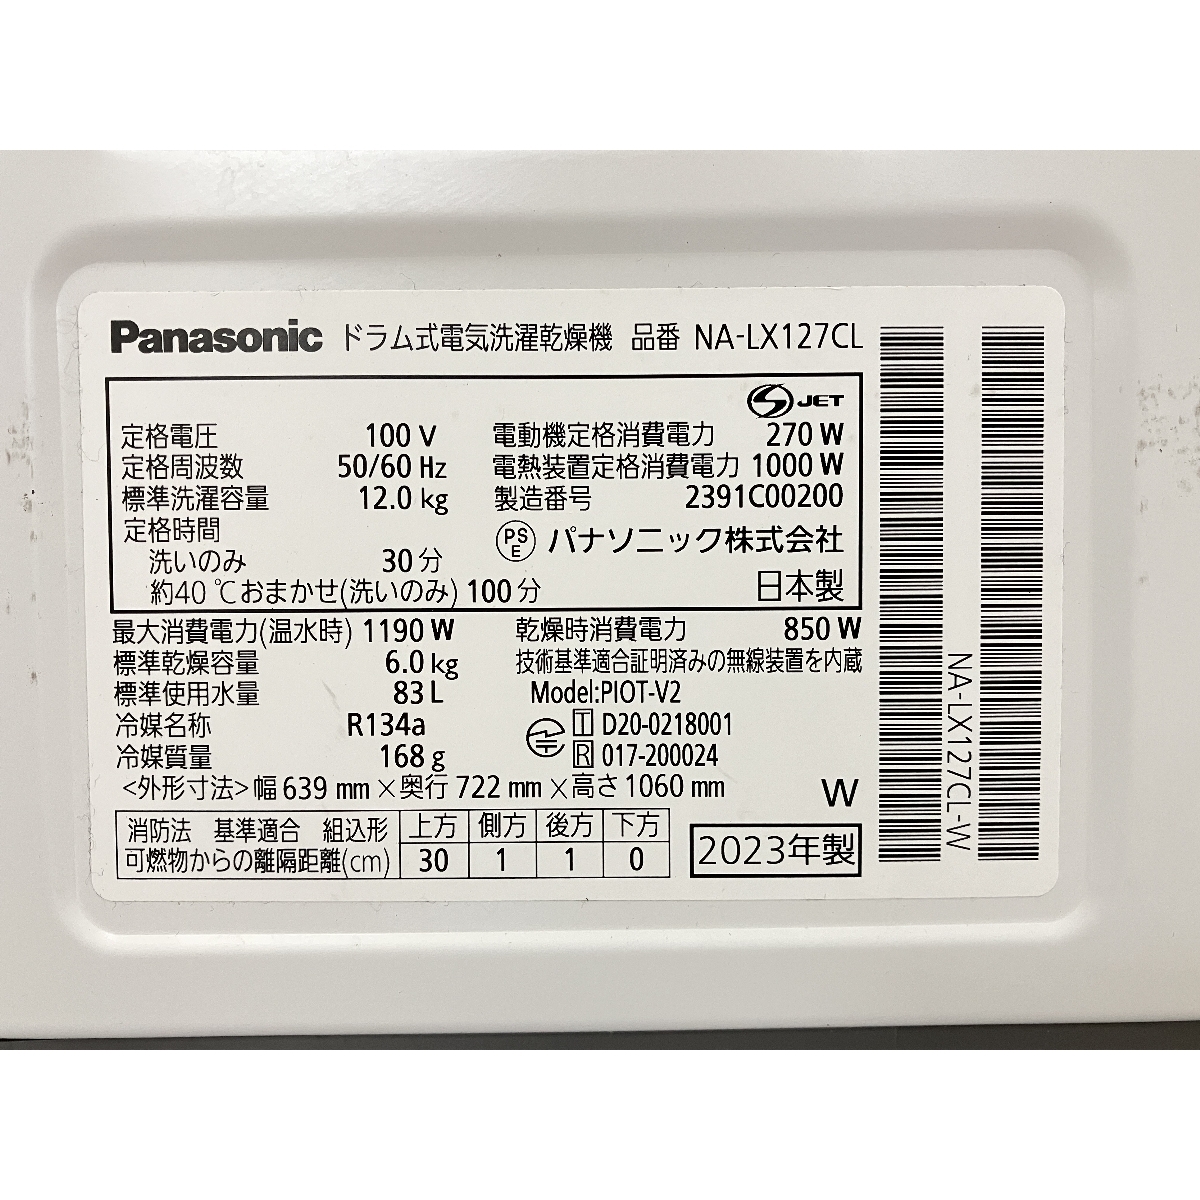 Panasonic ドラム式電気洗濯乾燥機 品番 NA-LX127CL
S JET
定格電圧 100 V
定格周波数 50/60 Hz
標準洗濯容量 12.0 kg
定格時間
洗いのみ 30 分
約40 ℃おまかせ(洗いのみ) 100 分
電動機定格消費電力 270 W
電熱装置定格消費電力 1000 W
製造番号 2391C00200
PS E パナソニック株式会社
日本製
最大消費電力(温水時) 1190 W
標準乾燥容量 6.0 kg
標準使用水量 83 L
冷媒名称 R134a
冷媒質量 168 g
乾燥時消費電力 850 W
技術基準適合証明済みの無線装置を内蔵
Model:PIOT-V2
T D20-0218001
R 017-200024
<外形寸法>幅 639 mm×奥行 722 mm×高さ 1060 mm
W
消防法 基準適合 組込形 上方 側方 後方 下方
可燃物からの離隔距離(cm) 30 1 1 0
2023年製
NA-LX127CL-W